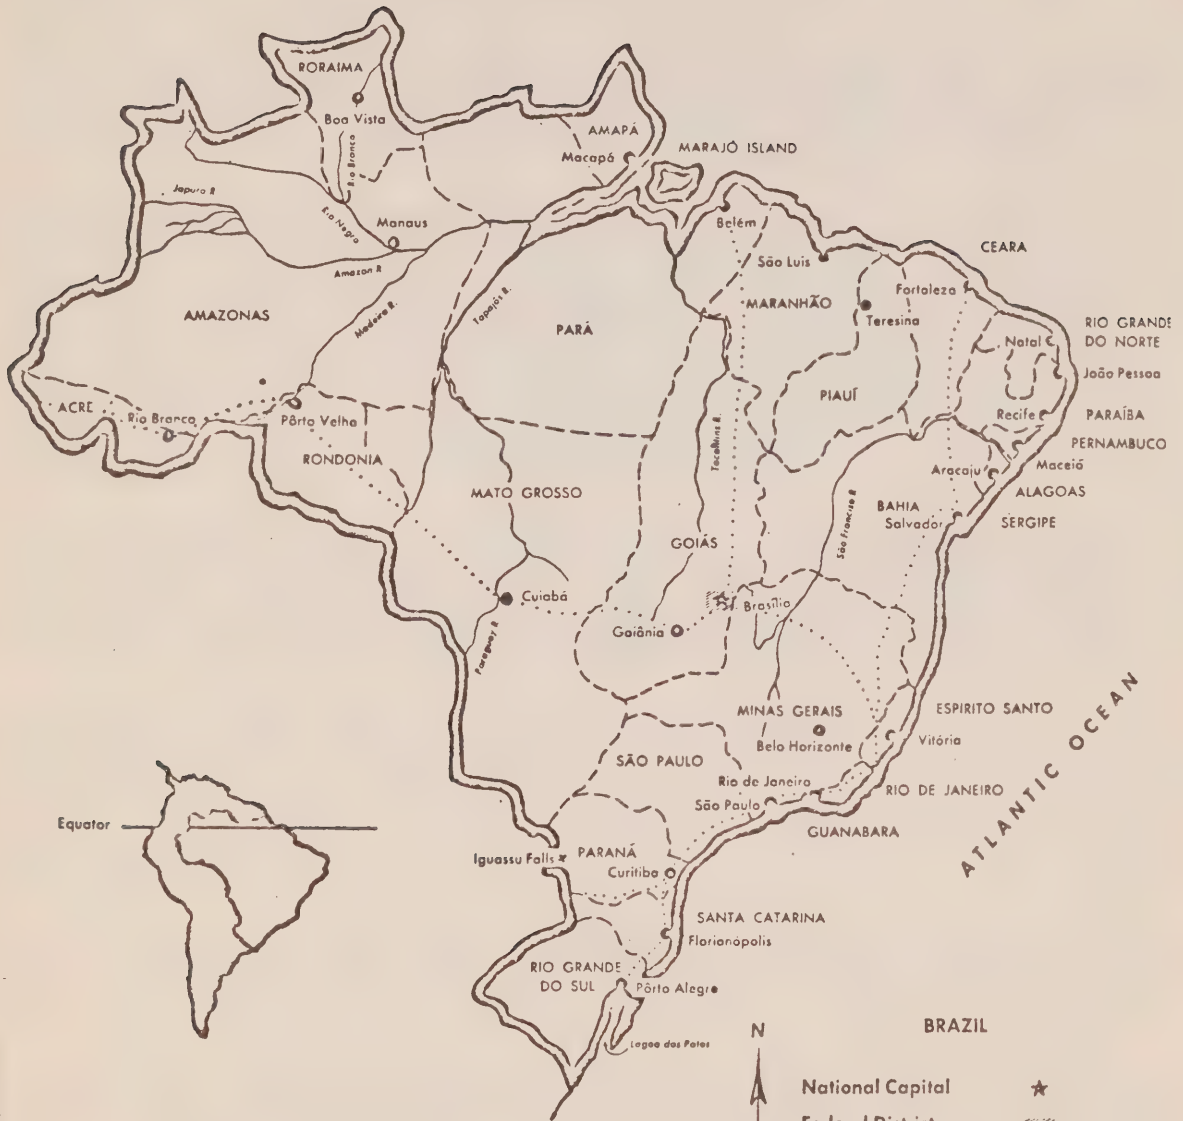 RORAIMA
Boa Vista
Rio Branco
AMAPÁ
Macapá
MARAJÓ ISLAND
Japura R
Rio Negro
Manaus
Amazon R
Belém
São Luis
CEARA
Fortaleza
AMAZONAS
Madeira R.
Tapajós R.
PARÁ
MARANHÃO
Teresina
RIO GRANDE
DO NORTE
Natal
João Pessoa
ACRE
Rio Branco
Pôrto Velha
PIAUÍ
Recife
PARAÍBA
PERNAMBUCO
RONDONIA
Aracaju
Maceió
ALAGOAS
MATO GROSSO
BAHIA
Salvador
SERGIPE
São Francisco R
GOIÁS
Cuiabá
Brasília
Goiânia
Paraguay R
MINAS GERAIS
Belo Horizonte
ESPIRITO SANTO
Vitória
ATLANTIC OCEAN
SÃO PAULO
Rio de Janeiro
São Paulo
RIO DE JANEIRO
GUANABARA
Equator
Iguassu Falls
PARANÁ
Curitiba
SANTA CATARINA
Florianópolis
RIO GRANDE
DO SUL
Pôrto Alegre
Lagoa dos Patos
N
BRAZIL
National Capital
Federal District